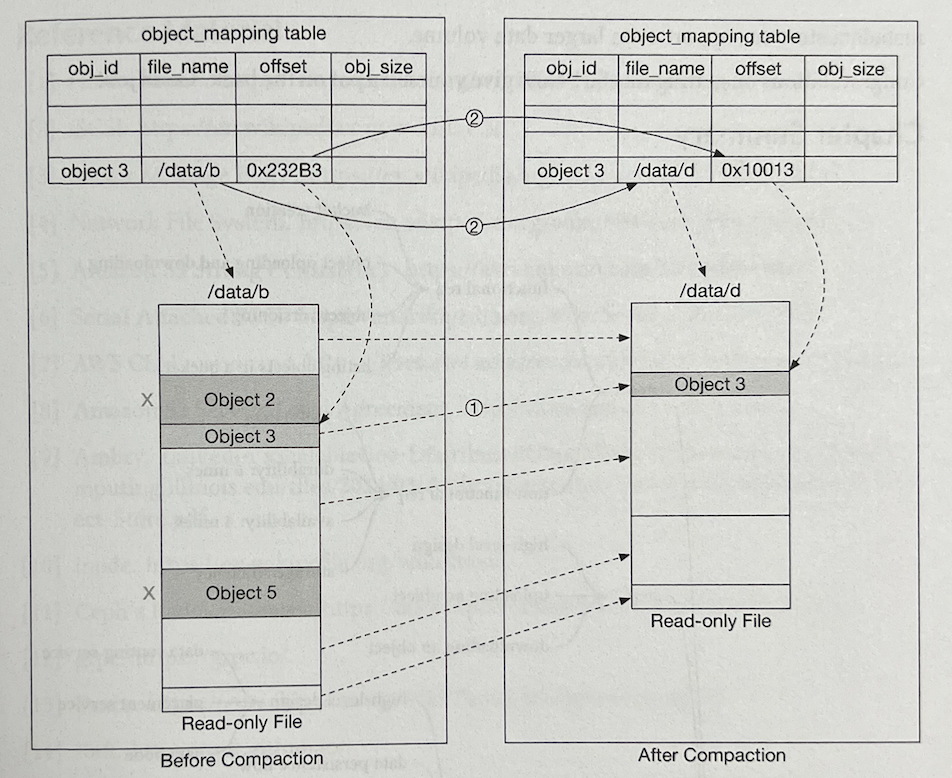 object_mapping table
obj_id file_name offset obj_size
object 3 /data/b 0x232B3
object_mapping table
obj_id file_name offset obj_size
object 3 /data/d 0x10013
②
②
/data/b
X Object 2
Object 3
X Object 5
Read-only File
Before Compaction
①
/data/d
Object 3
Read-only File
After Compaction